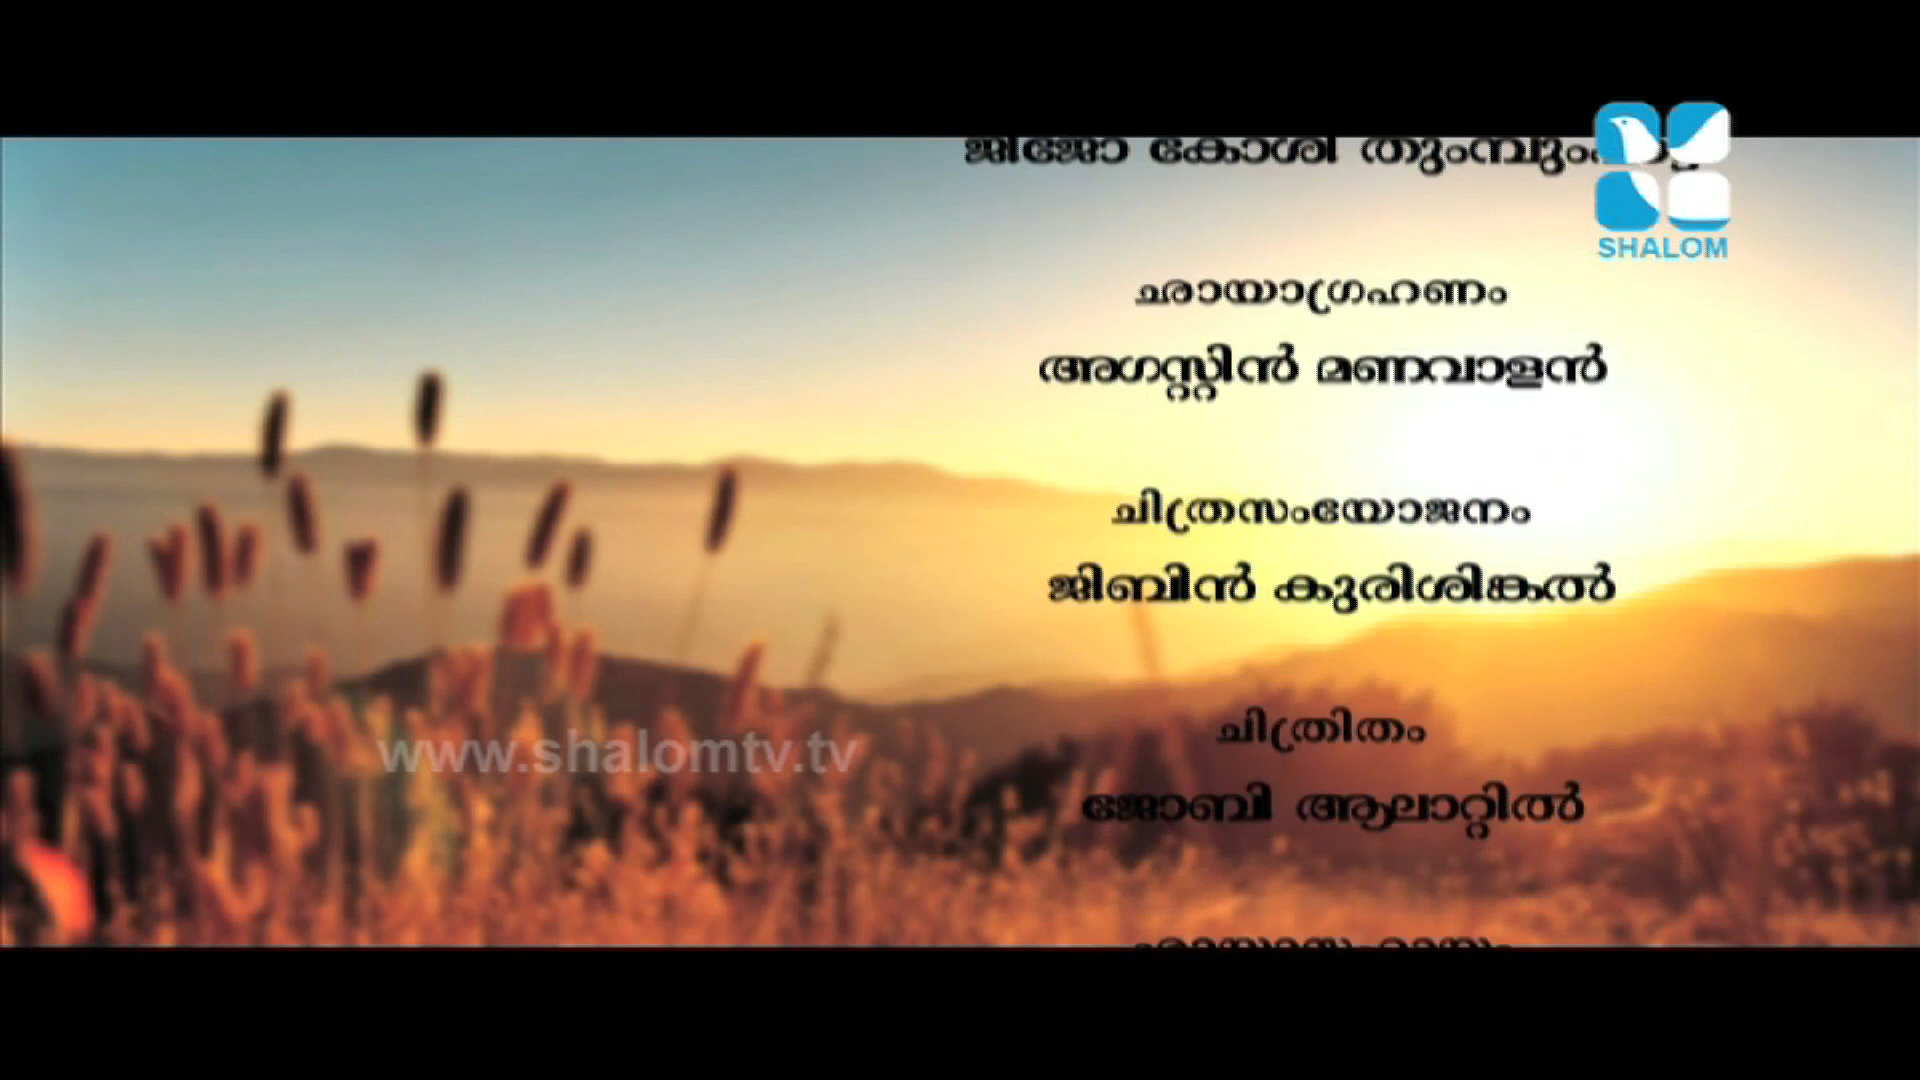 ജിജോ കോശി
SHALOM
ഛായാഗ്രഹണം
അഗസ്റ്റിൻ മണവാളൻ
ചിത്രസംയോജനം
ജിബിൻ കുരിശിങ്കൽ
ചിത്രിതം
www.shalomtv.tv
ജോബി ആലാറ്റിൽ